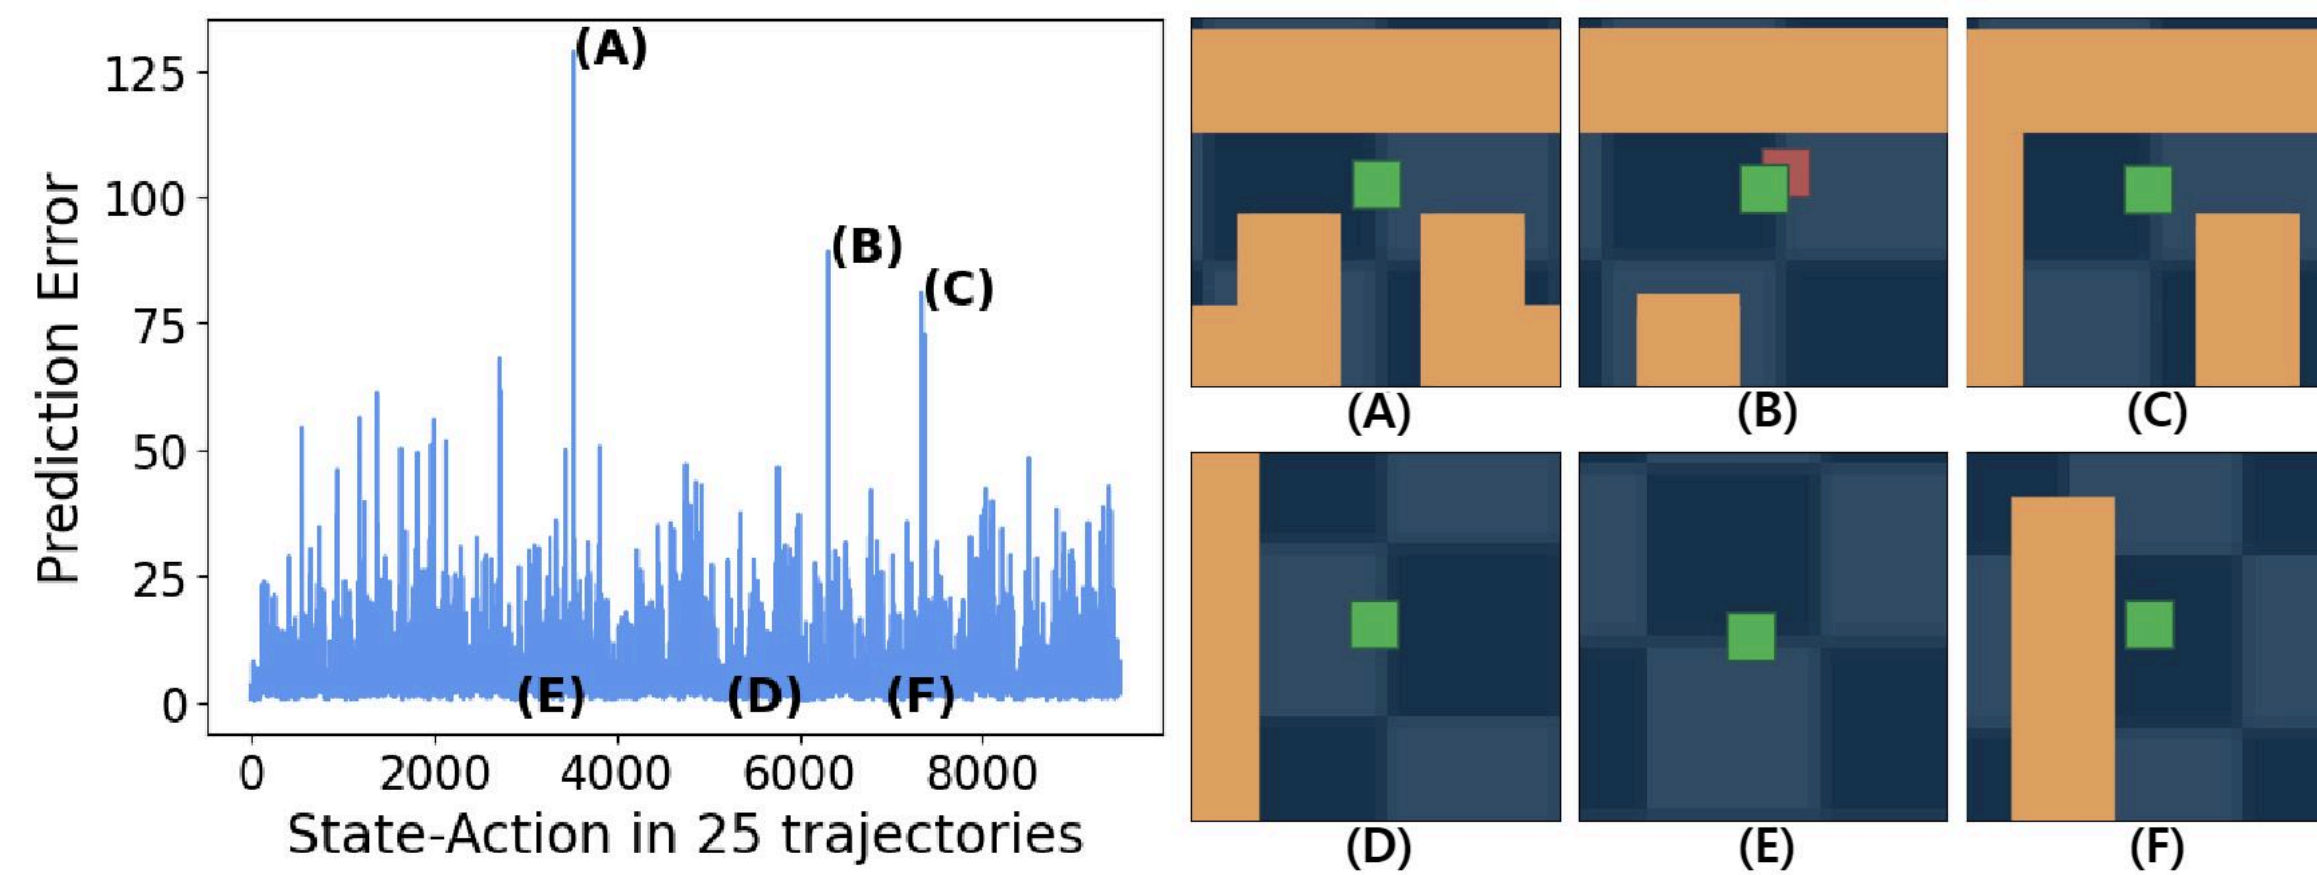 Prediction Error
125
100
75
50
25
0
(A)
(B)
(C)
(E)
(D)
(F)
0
2000
4000
6000
8000
State-Action in 25 trajectories
(A)
(B)
(C)
(D)
(E)
(F)